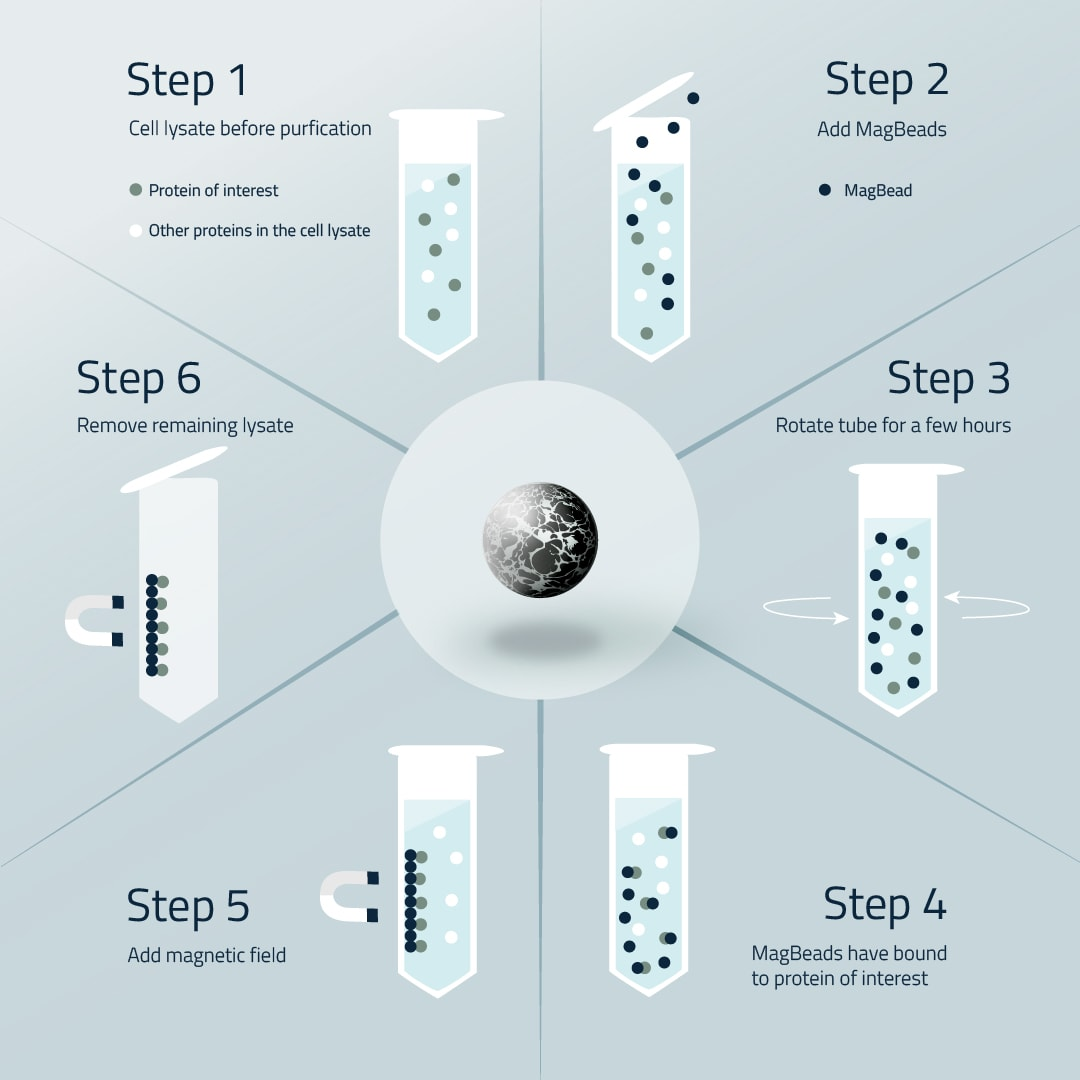 Step 1
Cell lysate before purfication
Protein of interest
Other proteins in the cell lysate
Step 2
Add MagBeads
MagBead
Step 3
Rotate tube for a few hours
Step 4
MagBeads have bound
to protein of interest
Step 5
Add magnetic field
Step 6
Remove remaining lysate